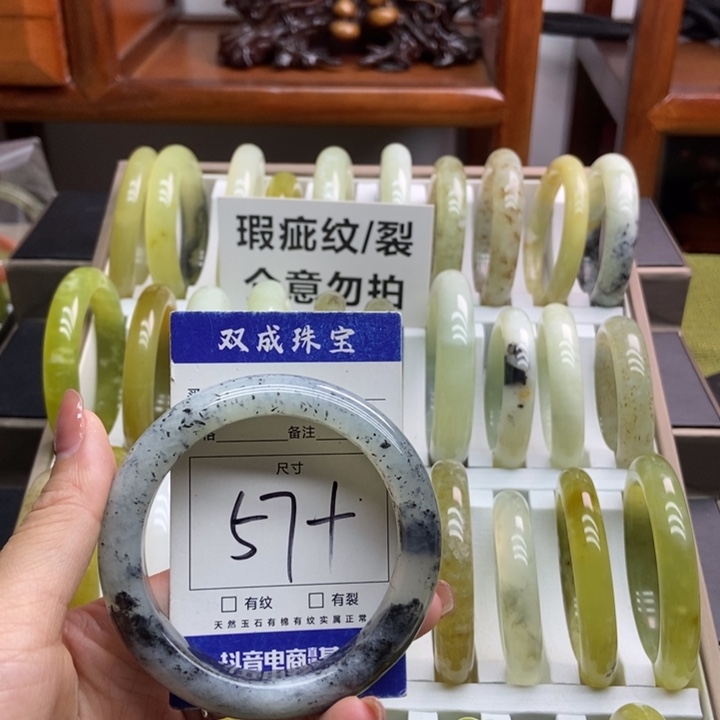 瑕疵纹/裂
介意勿拍
双成珠宝
备注
尺寸
57+
□ 有纹 □ 有裂
天然玉石有棉有纹实属正常
抖音电商